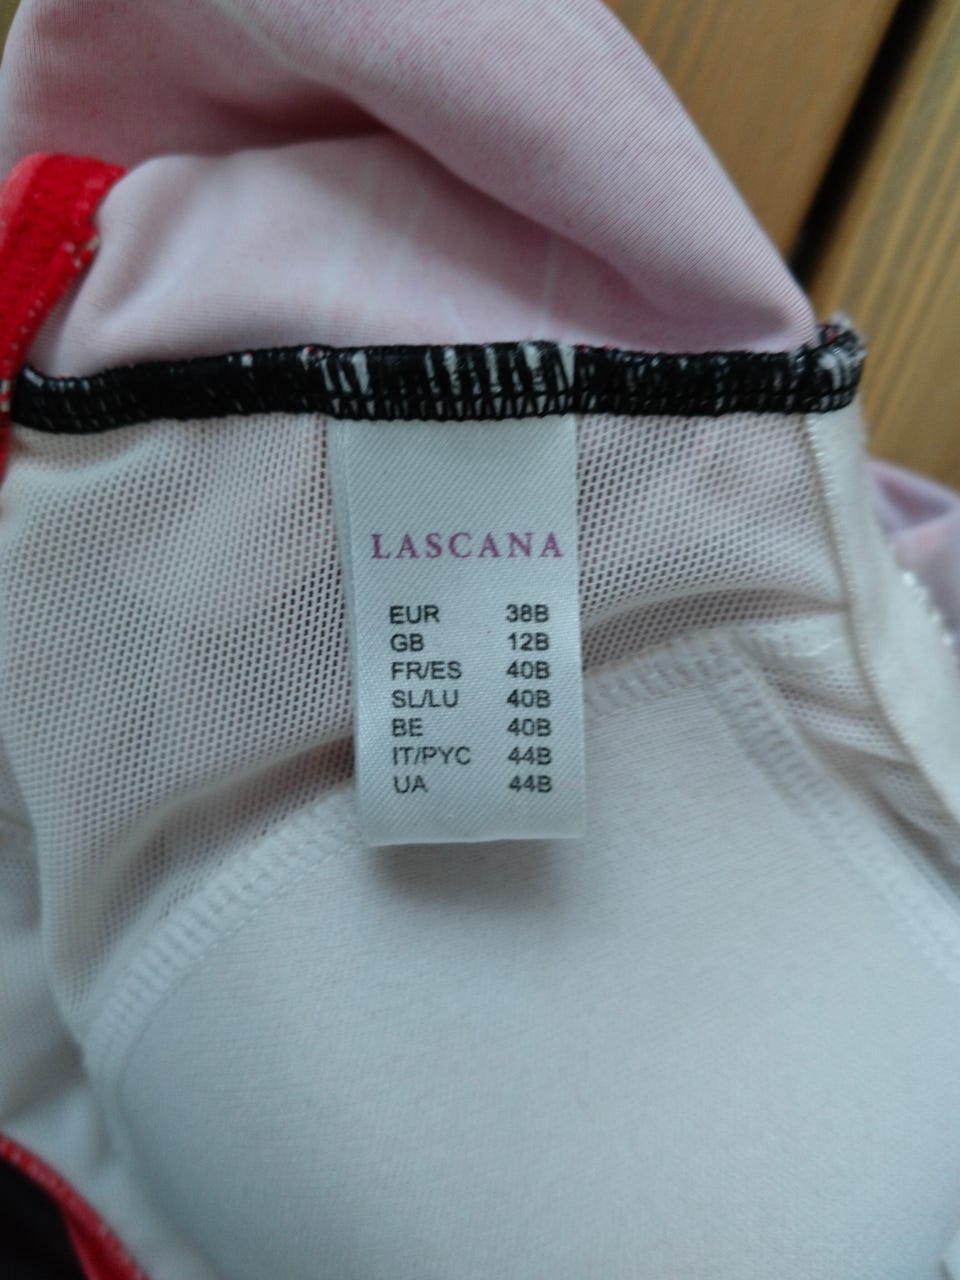 LASCANA
EUR 38B
GB 12B
FR/ES 40B
SL/LU 40B
BE 40B
IT/PYC 44B
UA 44B